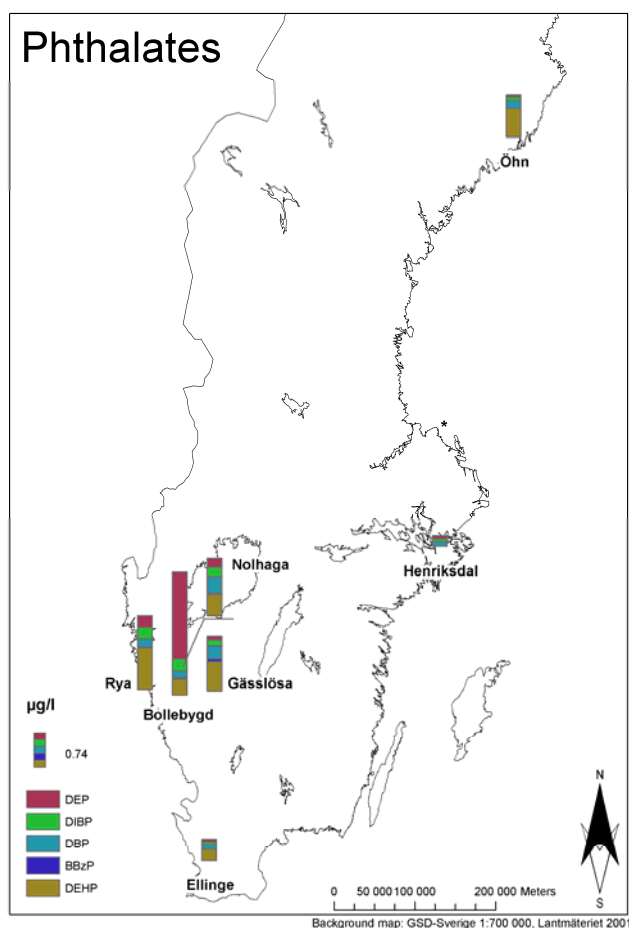 Phthalates
Öhn
*
Nolhaga
Henriksdal
Rya
Gässlösa
Bollebygd
µg/l
0.74
DEP
DIBP
DBP
BBzP
DEHP
Ellinge
N
S
0 50 000 100 000 200 000 Meters
Background map: GSD-Sverige 1:700 000, Lantmäteriet 2001